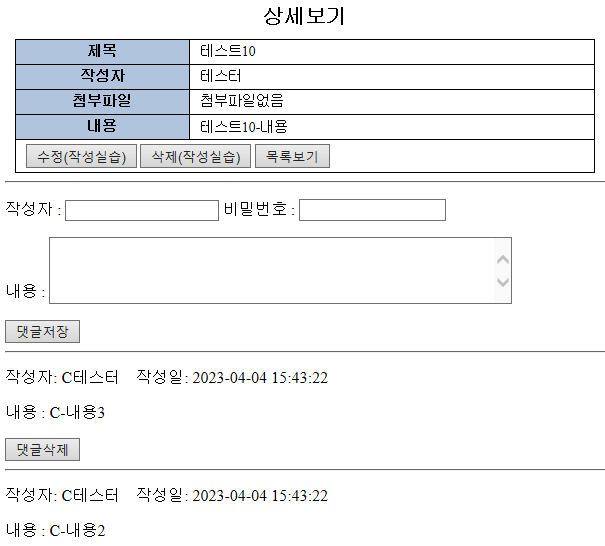 상세보기
제목 테스트10
작성자 테스터
첨부파일 첨부파일없음
내용 테스트10-내용
수정(작성실습) 삭제(작성실습) 목록보기
작성자 : 비밀번호 :
내용 :
댓글저장
작성자: C테스터 작성일: 2023-04-04 15:43:22
내용 : C-내용3
댓글삭제
작성자: C테스터 작성일: 2023-04-04 15:43:22
내용 : C-내용2